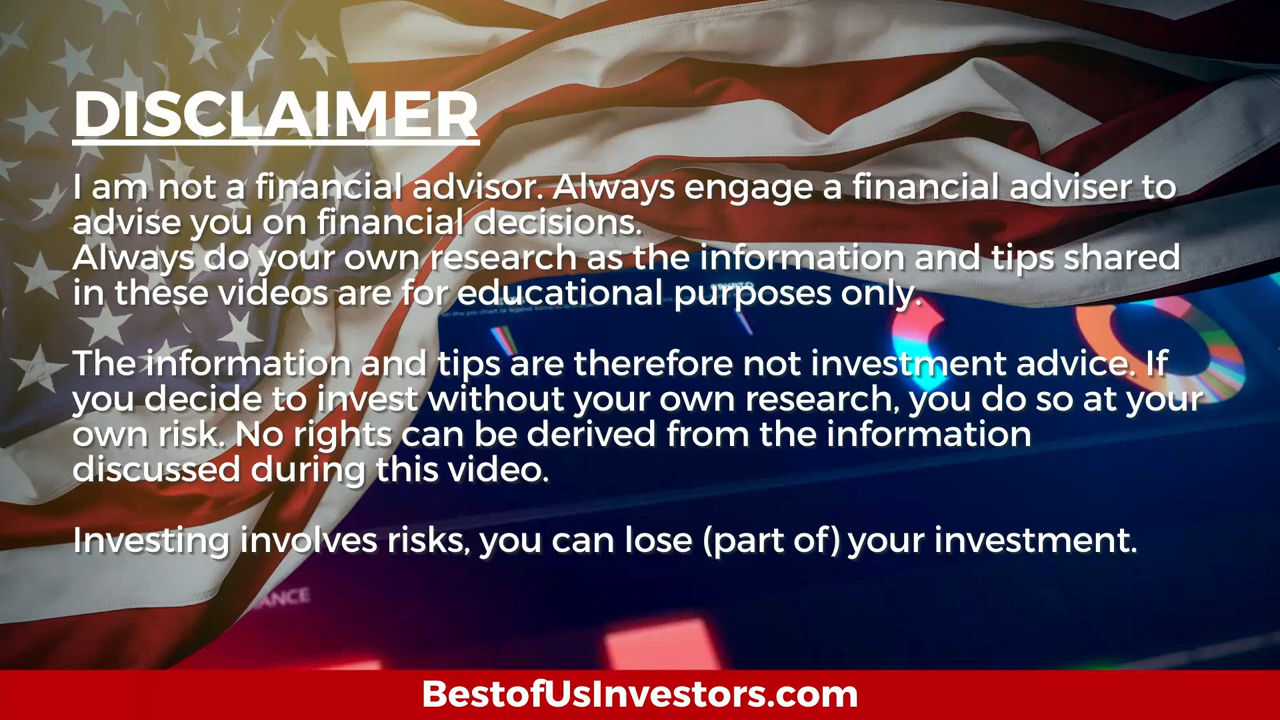 DISCLAIMER
I am not a financial advisor. Always engage a financial adviser to
advise you on financial decisions.
Always do your own research as the information and tips shared
in these videos are for educational purposes only.
The information and tips are therefore not investment advice. If
you decide to invest without your own research, you do so at your
own risk. No rights can be derived from the information
discussed during this video.
Investing involves risks, you can lose (part of) your investment.
BestofUsInvestors.com